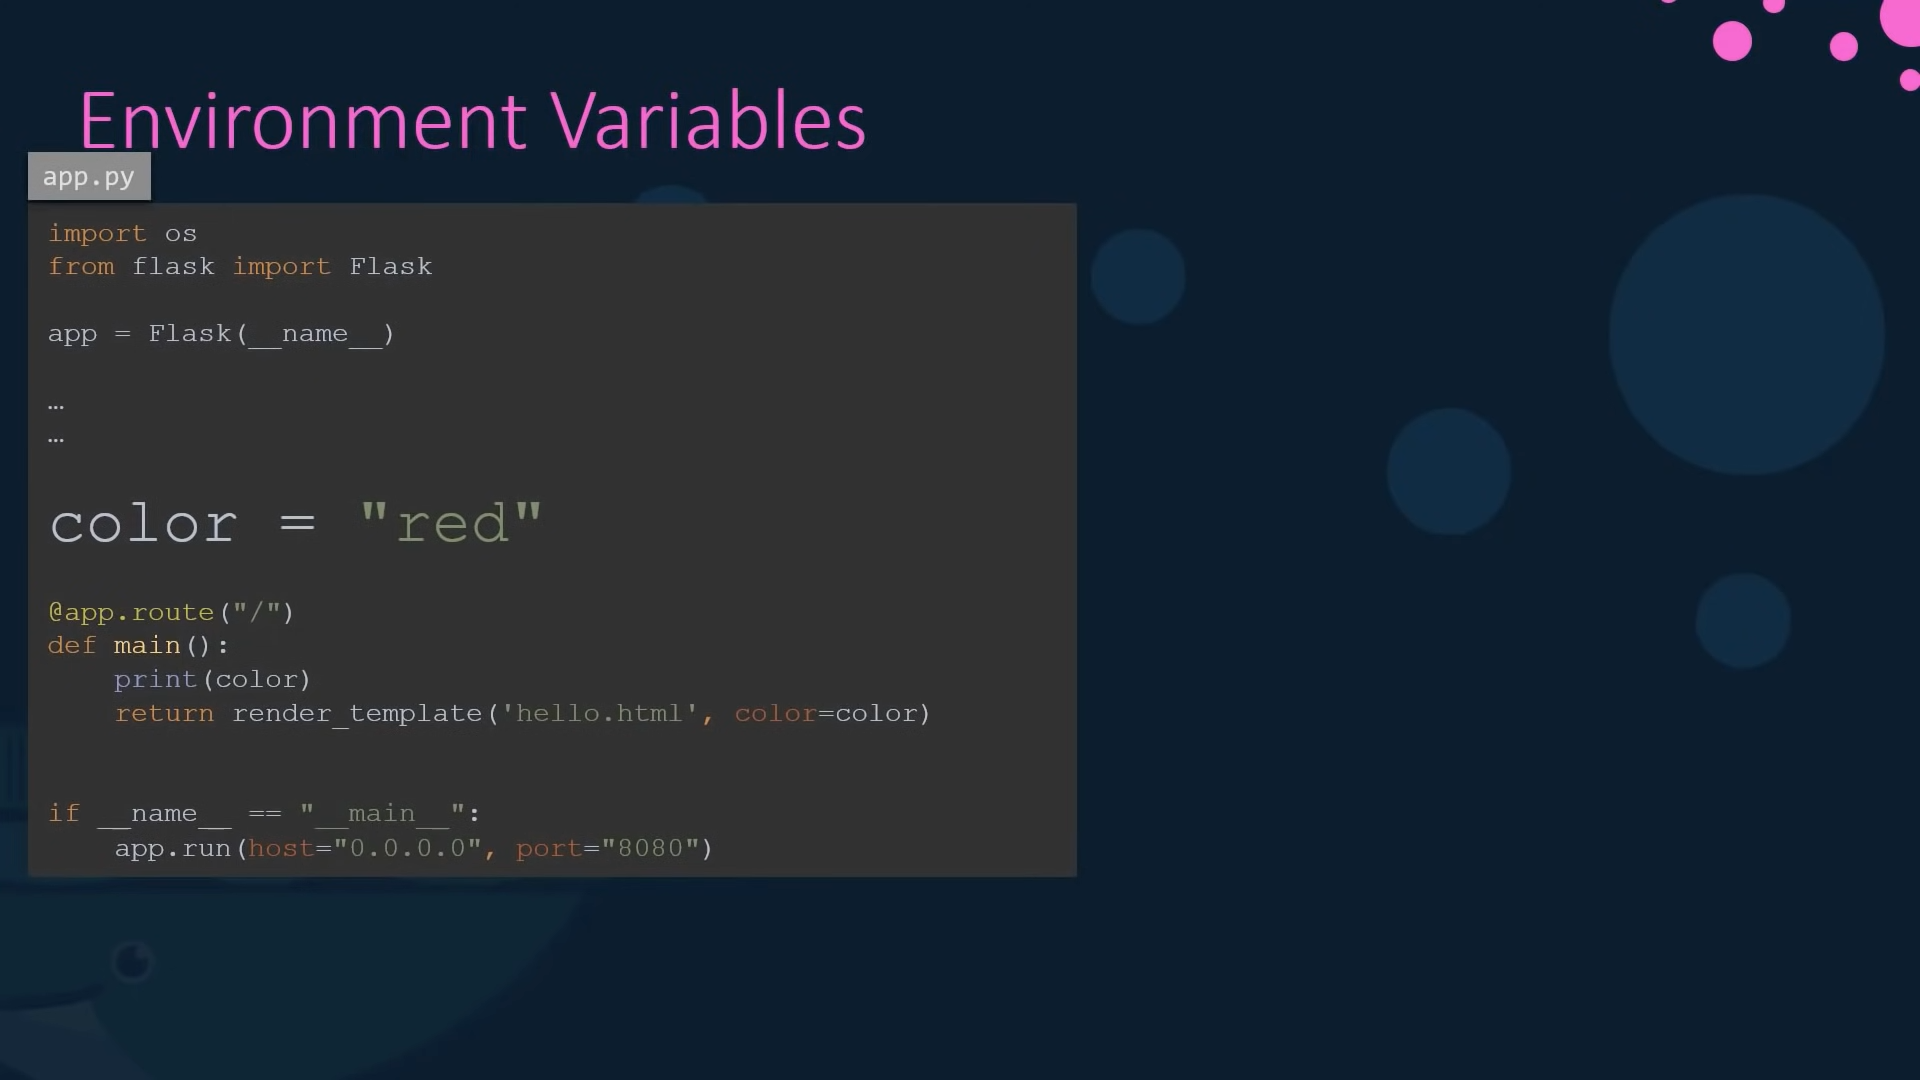 Environment Variables
app.py
import os
from flask import Flask
app = Flask(__name__)
…
…
color = "red"
@app.route("/")
def main():
    print(color)
    return render_template('hello.html', color=color)
if __name__ == "__main__":
    app.run(host="0.0.0.0", port="8080")